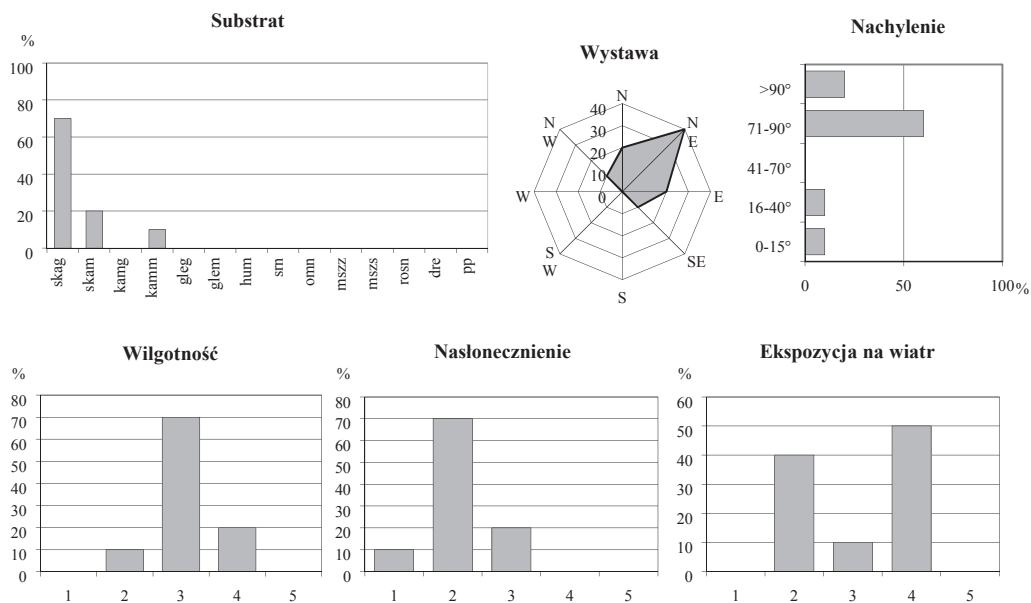 Substrat
%
100
80
60
40
20
0
skag
skam
kamg
kamm
gleg
glem
hum
sm
omn
mszz
mszs
rosn
dre
pp
Wystawa
N
N
E
E
SE
S
S
W
W
N
W
40
30
20
10
0
Nachylenie
>90°
71-90°
41-70°
16-40°
0-15°
0
50
100%
Wilgotność
%
80
70
60
50
40
30
20
10
0
1 2 3 4 5
Nasłonecznienie
%
80
70
60
50
40
30
20
10
0
1 2 3 4 5
Ekspozycja na wiatr
%
60
50
40
30
20
10
0
1 2 3 4 5